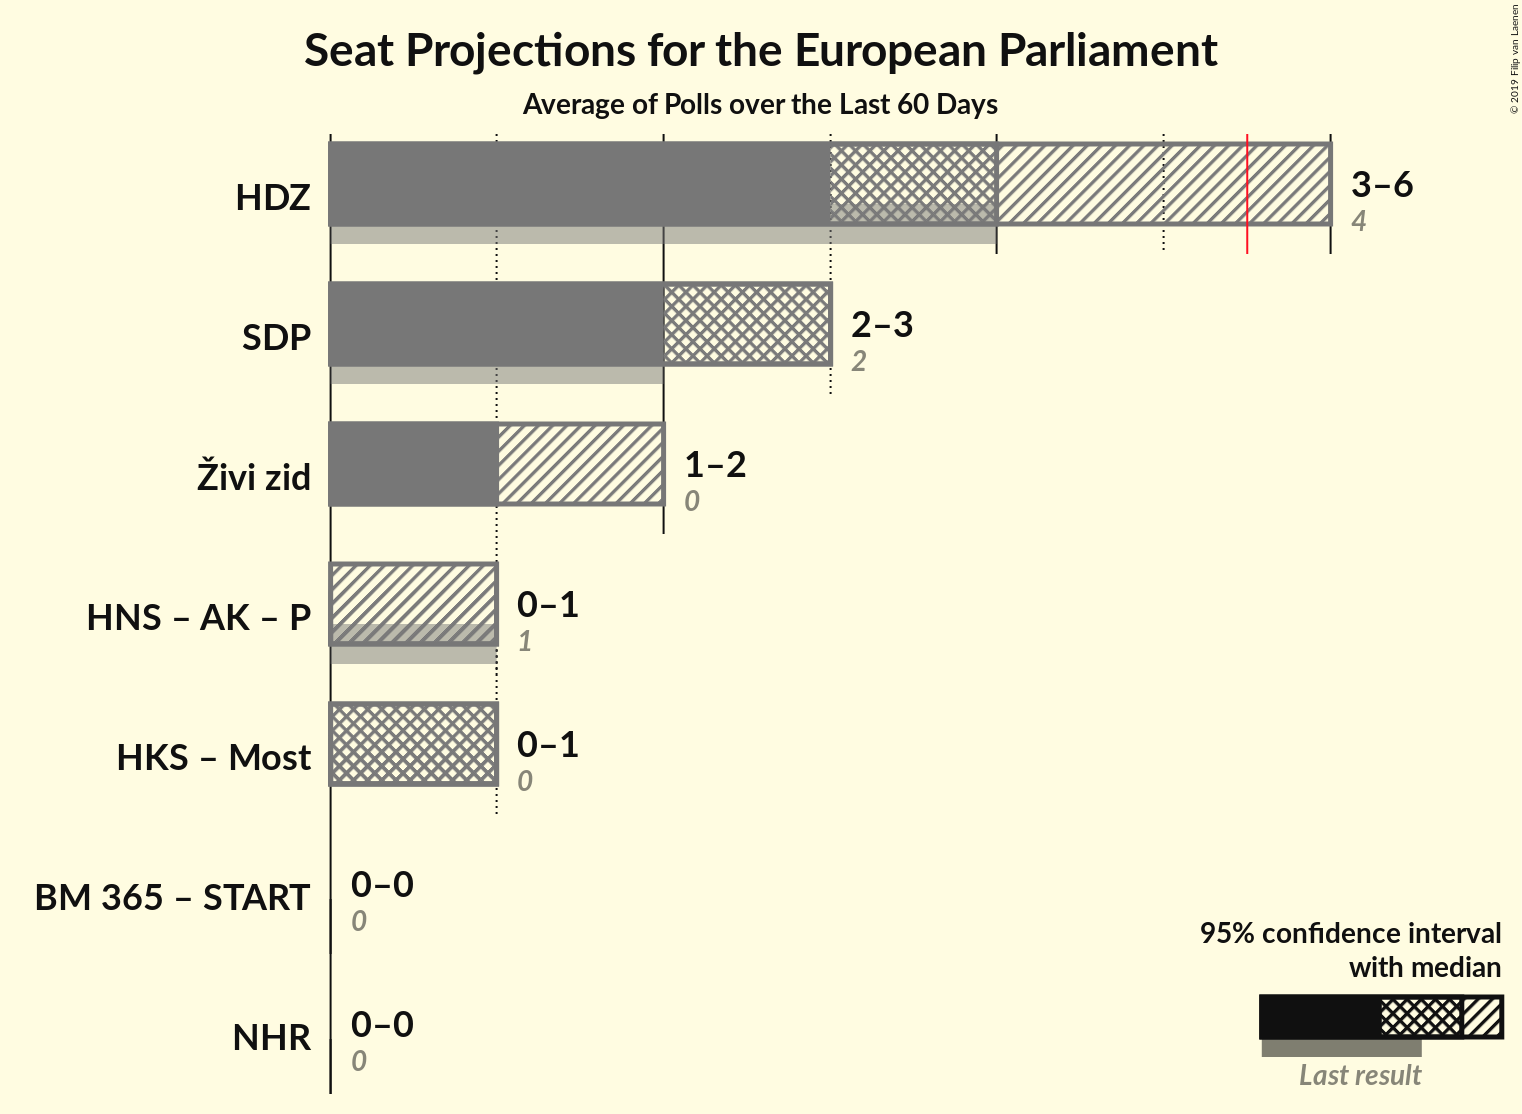 Seat Projections for the European Parliament
Average of Polls over the Last 60 Days
© 2019 Filip van Laenen
HDZ
3–6
4
SDP
2–3
2
Živi zid
1–2
0
HNS – AK – P
0–1
1
HKS – Most
0–1
0
BM 365 – START
0–0
0
NHR
0–0
0
95% confidence interval
with median
Last result